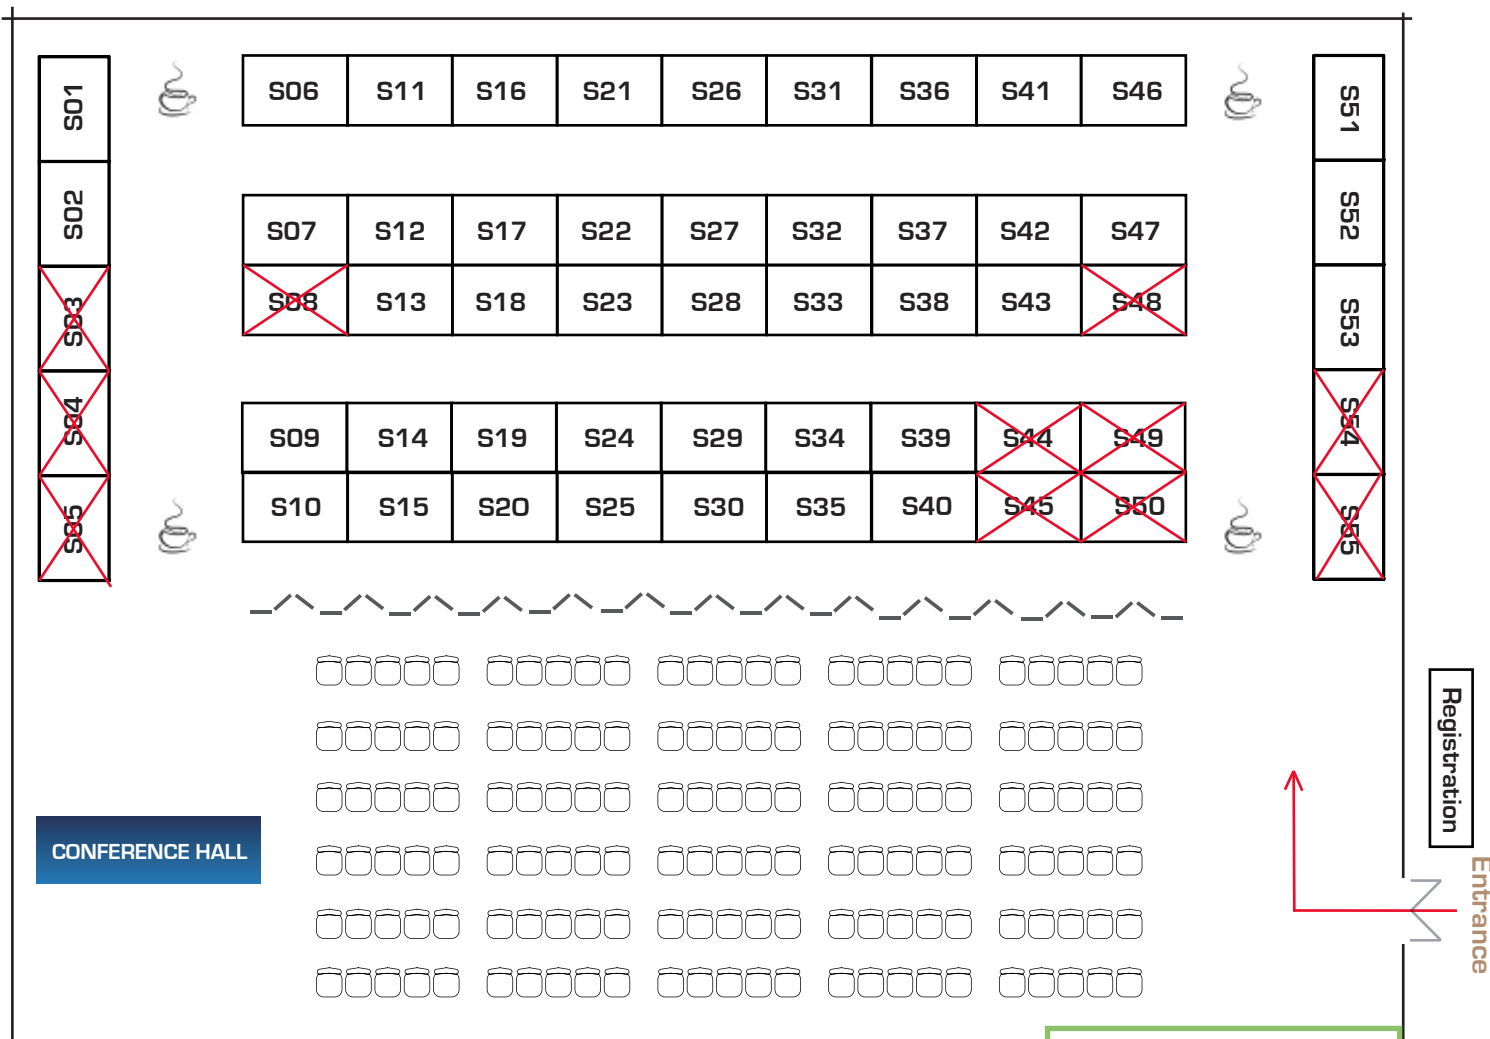 S01
S02
S03
S04
S05
S06 S11 S16 S21 S26 S31 S36 S41 S46
S07 S12 S17 S22 S27 S32 S37 S42 S47
S08 S13 S18 S23 S28 S33 S38 S43 S48
S09 S14 S19 S24 S29 S34 S39 S44 S49
S10 S15 S20 S25 S30 S35 S40 S45 S50
S51
S52
S53
S54
S55
CONFERENCE HALL
Registration
Entrance